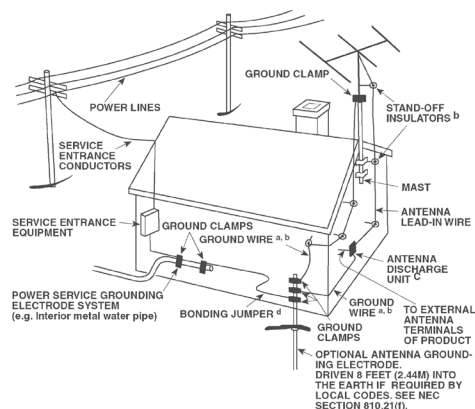 GROUND CLAMP
POWER LINES
STAND-OFF
INSULATORS b
SERVICE
ENTRANCE
CONDUCTORS
MAST
ANTENNA
LEAD-IN WIRE
SERVICE ENTRANCE
EQUIPMENT
GROUND CLAMPS
GROUND WIRE a, b
ANTENNA
DISCHARGE
UNIT C
POWER SERVICE GROUNDING
ELECTRODE SYSTEM
(e.g. Interior metal water pipe)
BONDING JUMPER d
GROUND
WIRE a, b
TO EXTERNAL
ANTENNA
TERMINALS
OF PRODUCT
GROUND
CLAMPS
OPTIONAL ANTENNA GROUND-
ING ELECTRODE.
DRIVEN 8 FEET (2.44M) INTO
THE EARTH IF REQUIRED BY
LOCAL CODES. SEE NEC
SECTION 810.21(f).